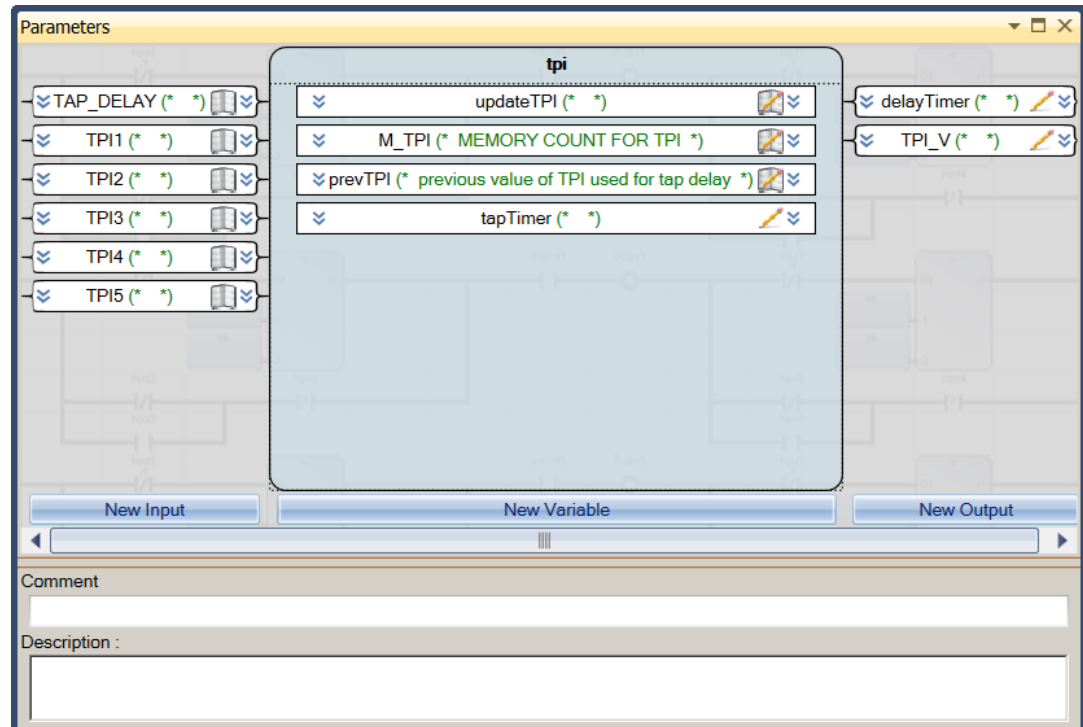 Parameters
tpi
TAP_DELAY (* *)
TPI1 (* *)
TPI2 (* *)
TPI3 (* *)
TPI4 (* *)
TPI5 (* *)
updateTPI (* *)
M_TPI (* MEMORY COUNT FOR TPI *)
prevTPI (* previous value of TPI used for tap delay *)
tapTimer (* *)
delayTimer (* *)
TPI_V (* *)
New Input
New Variable
New Output
Comment
Description :